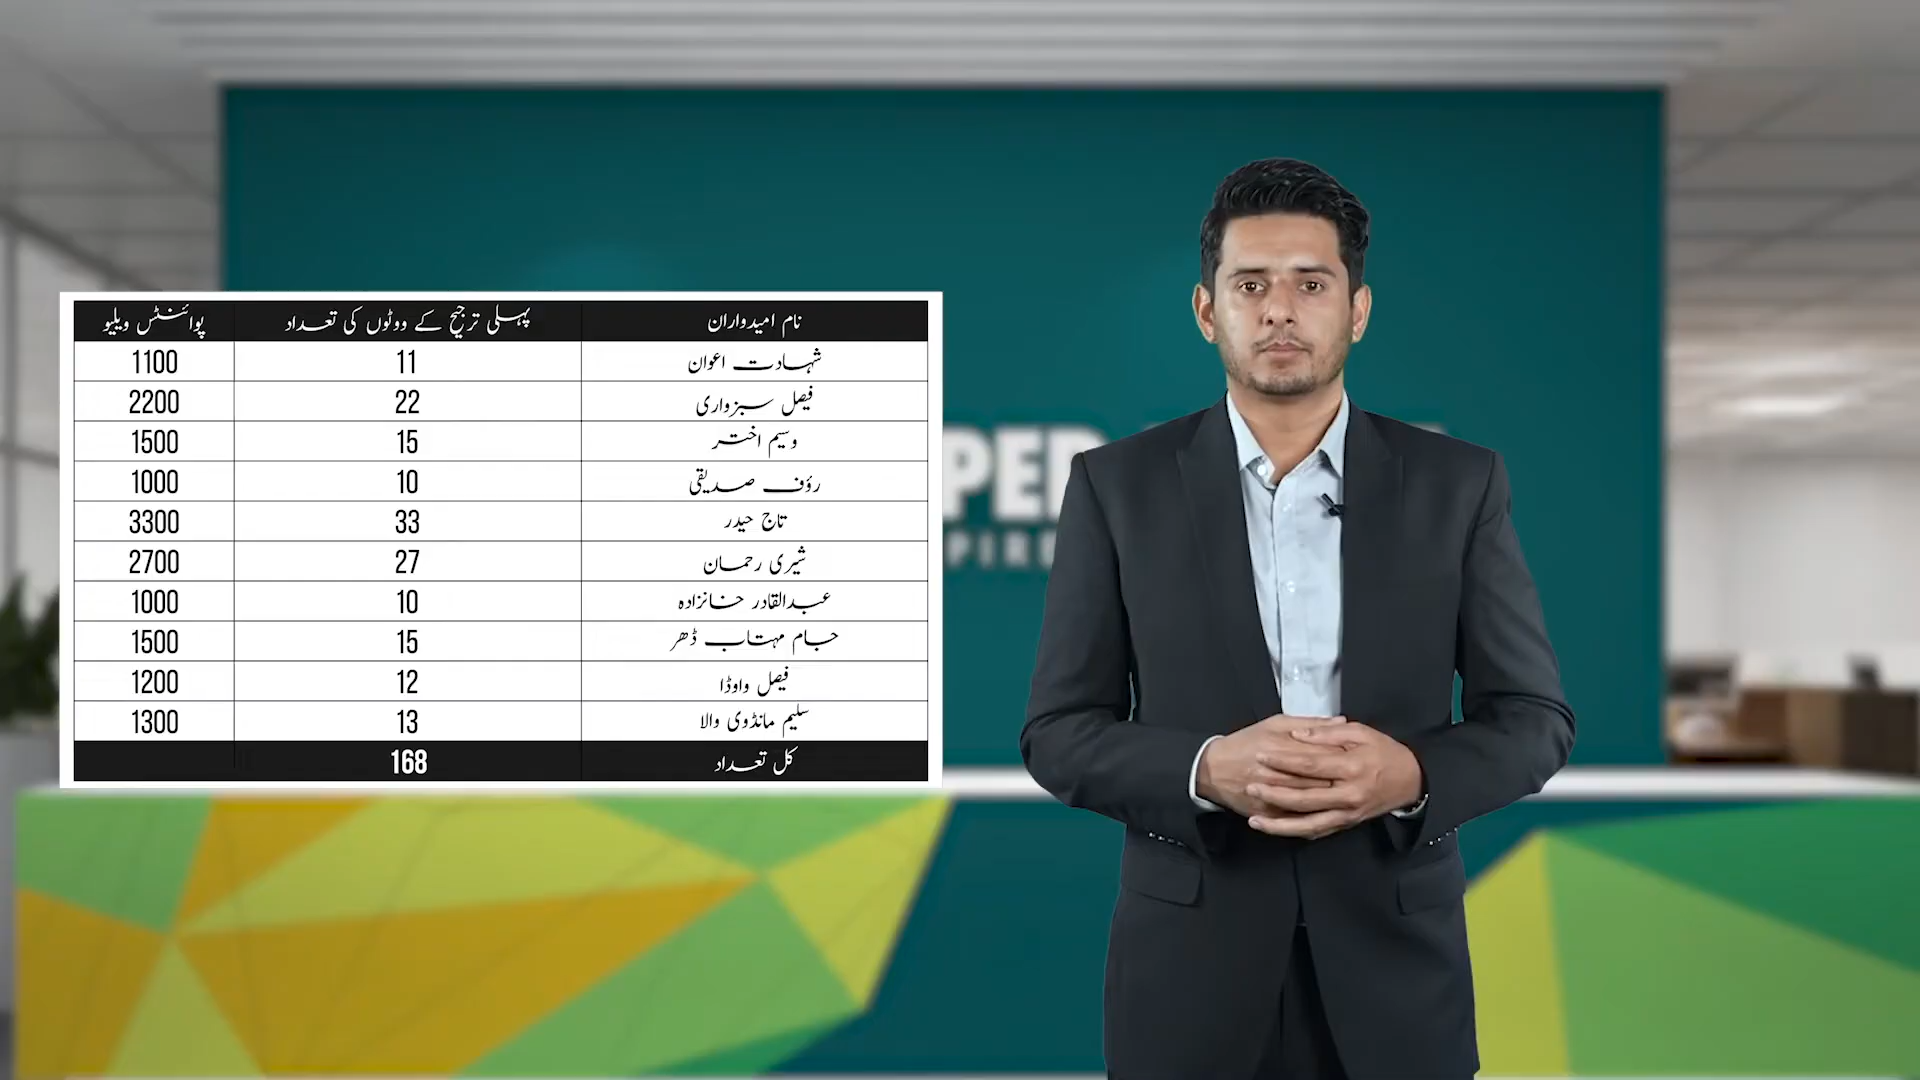 نام امیدواران پہلی ترجیح کے ووٹوں کی تعداد پوائنٹس ویلیو
شہادت اعوان 11 1100
فیصل سبزواری 22 2200
وسیم اختر 15 1500
رؤف صدیقی 10 1000
تاج حیدر 33 3300
شیری رحمان 27 2700
عبدالقادر خانزادہ 10 1000
جام مہتاب ڈھر 15 1500
فیصل واوڈا 12 1200
سلیم مانڈوی والا 13 1300
کل تعداد 168